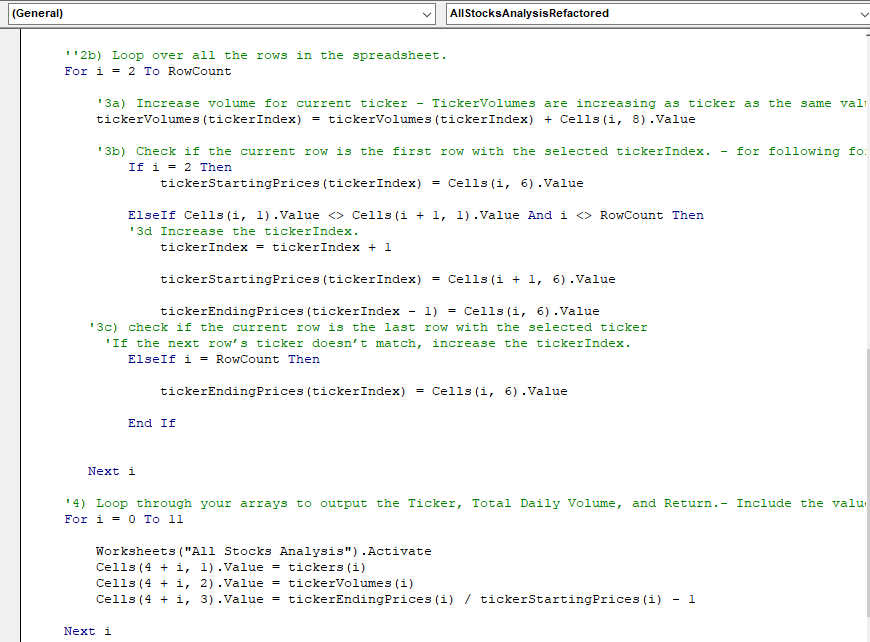 (General)
AllStocksAnalysisRefactored
''2b) Loop over all the rows in the spreadsheet.
For i = 2 To RowCount
'3a) Increase volume for current ticker - TickerVolumes are increasing as ticker as the same
tickerVolumes(tickerIndex) = tickerVolumes(tickerIndex) + Cells(i, 8).Value
'3b) Check if the current row is the first row with the selected tickerIndex. - for following
If i = 2 Then
tickerStartingPrices(tickerIndex) = Cells(i, 6).Value
ElseIf Cells(i, 1).Value <> Cells(i + 1, 1).Value And i <> RowCount Then
'3d Increase the tickerIndex.
tickerIndex = tickerIndex + 1
tickerStartingPrices(tickerIndex) = Cells(i + 1, 6).Value
tickerEndingPrices(tickerIndex - 1) = Cells(i, 6).Value
'3c) check if the current row is the last row with the selected ticker
'If the next row’s ticker doesn’t match, increase the tickerIndex.
ElseIf i = RowCount Then
tickerEndingPrices(tickerIndex) = Cells(i, 6).Value
End If
Next i
'4) Loop through your arrays to output the Ticker, Total Daily Volume, and Return.- Include the
For i = 0 To 11
Worksheets("All Stocks Analysis").Activate
Cells(4 + i, 1).Value = tickers(i)
Cells(4 + i, 2).Value = tickerVolumes(i)
Cells(4 + i, 3).Value = tickerEndingPrices(i) / tickerStartingPrices(i) - 1
Next i